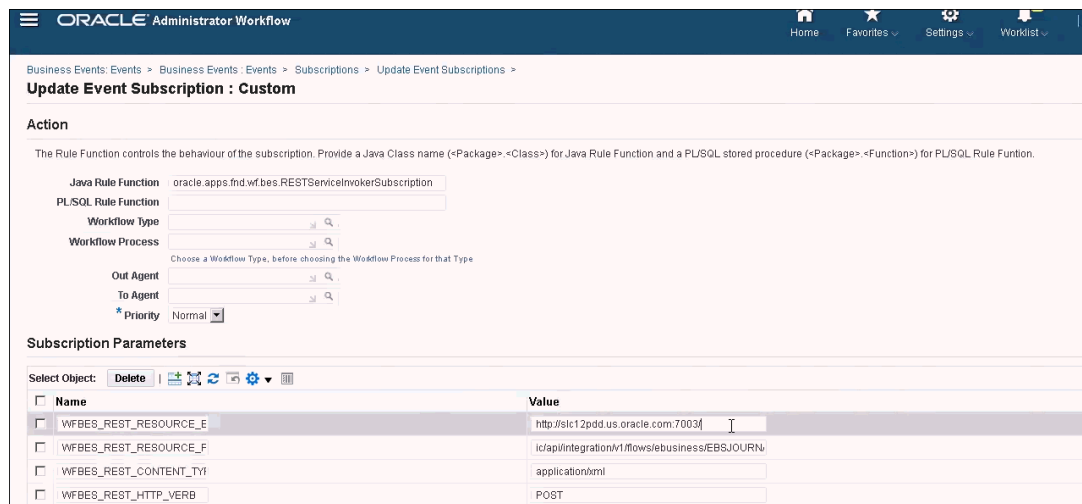 ORACLE Administrator Workflow
Home
Favorites
Settings
Worklist
Business Events: Events > Business Events : Events > Subscriptions > Update Event Subscriptions >
Update Event Subscription : Custom
Action
The Rule Function controls the behaviour of the subscription. Provide a Java Class name (<Package>.<Class>) for Java Rule Function and a PL/SQL stored procedure (<Package>.<Function>) for PL/SQL Rule Funtion.
Java Rule Function oracle.apps.fnd.wf.bes.RESTServiceInvokerSubscription
PL/SQL Rule Function
Workflow Type
Workflow Process
Choose a Workflow Type, before choosing the Workflow Process for that Type
Out Agent
To Agent
* Priority Normal
Subscription Parameters
Select Object: Delete
Name Value
WFBES_REST_RESOURCE_E http://slc12pdd.us.oracle.com:7003/
WFBES_REST_RESOURCE_F ic/api/integration/v1/flows/ebusiness/EBSJOURN
WFBES_REST_CONTENT_TY application/xml
WFBES_REST_HTTP_VERB POST